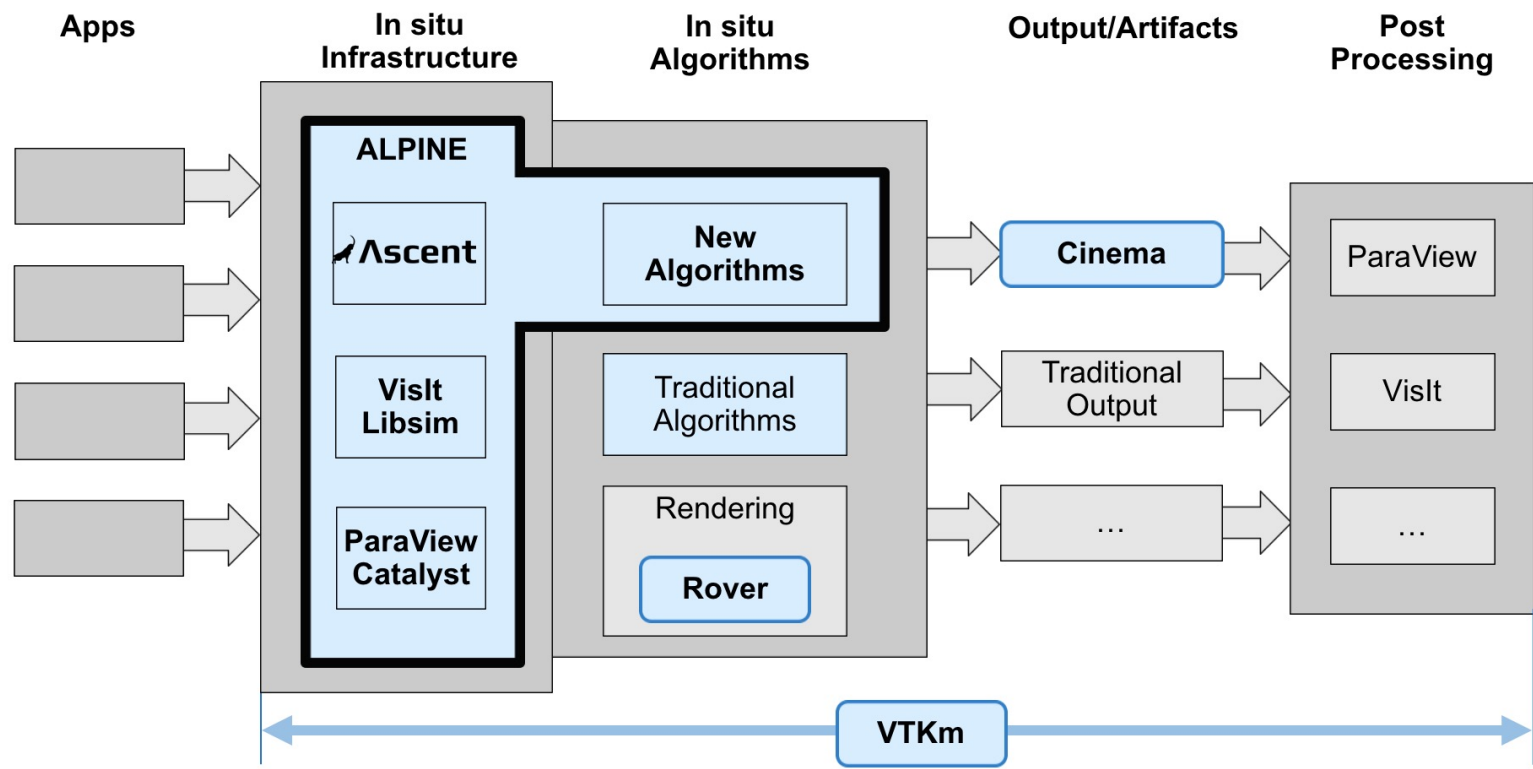 Apps
In situ
Infrastructure
In situ
Algorithms
Output/Artifacts
Post
Processing
ALPINE
Ascent
VisIt
Libsim
ParaView
Catalyst
New
Algorithms
Traditional
Algorithms
Rendering
Rover
Cinema
Traditional
Output
...
ParaView
VisIt
...
VTKm